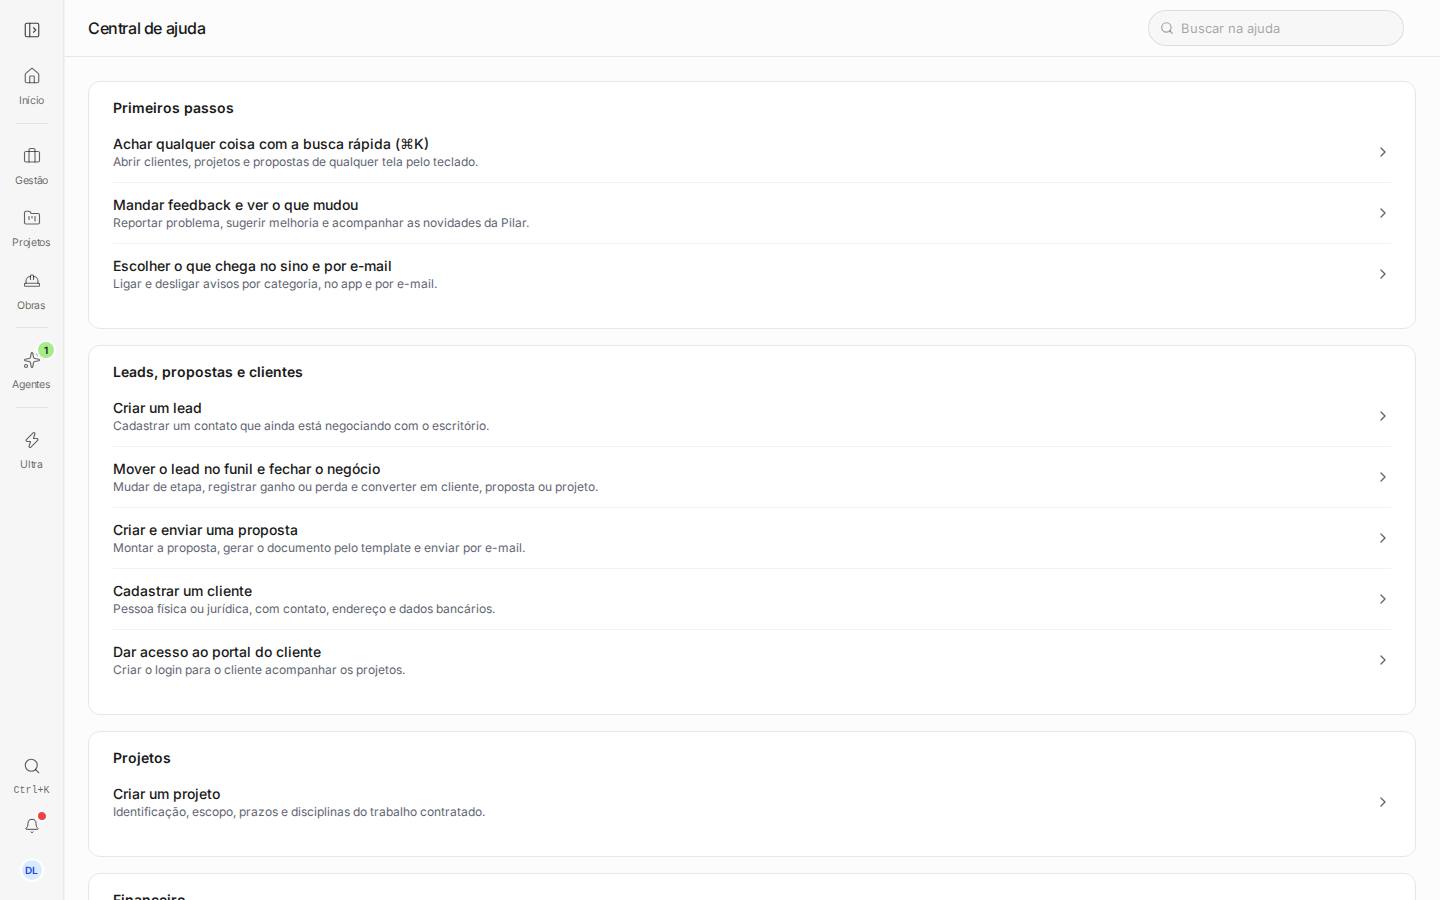 Central de ajuda
Buscar na ajuda
Início
Gestão
Projetos
Obras
1
Agentes
Ultra
Ctrl+K
DL
Primeiros passos
Achar qualquer coisa com a busca rápida (⌘K)
Abrir clientes, projetos e propostas de qualquer tela pelo teclado.
Mandar feedback e ver o que mudou
Reportar problema, sugerir melhoria e acompanhar as novidades da Pilar.
Escolher o que chega no sino e por e-mail
Ligar e desligar avisos por categoria, no app e por e-mail.
Leads, propostas e clientes
Criar um lead
Cadastrar um contato que ainda está negociando com o escritório.
Mover o lead no funil e fechar o negócio
Mudar de etapa, registrar ganho ou perda e converter em cliente, proposta ou projeto.
Criar e enviar uma proposta
Montar a proposta, gerar o documento pelo template e enviar por e-mail.
Cadastrar um cliente
Pessoa física ou jurídica, com contato, endereço e dados bancários.
Dar acesso ao portal do cliente
Criar o login para o cliente acompanhar os projetos.
Projetos
Criar um projeto
Identificação, escopo, prazos e disciplinas do trabalho contratado.
Financeiro